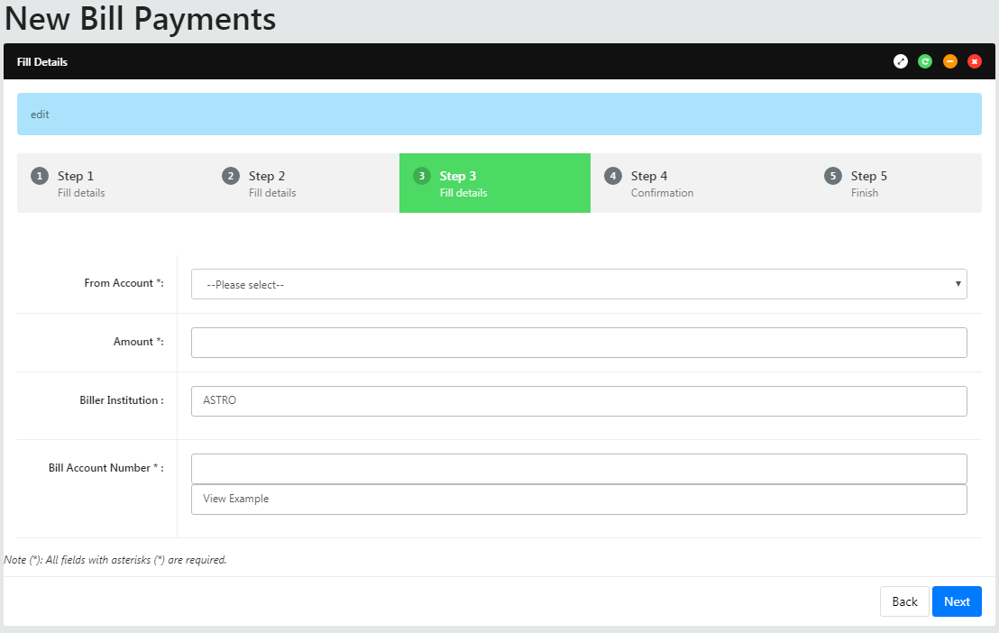 New Bill Payments
Fill Details
edit
1 Step 1
Fill details
2 Step 2
Fill details
3 Step 3
Fill details
4 Step 4
Confirmation
5 Step 5
Finish
From Account *: --Please select--
Amount *:
Biller Institution : ASTRO
Bill Account Number * :
View Example
Note (*): All fields with asterisks (*) are required.
Back Next